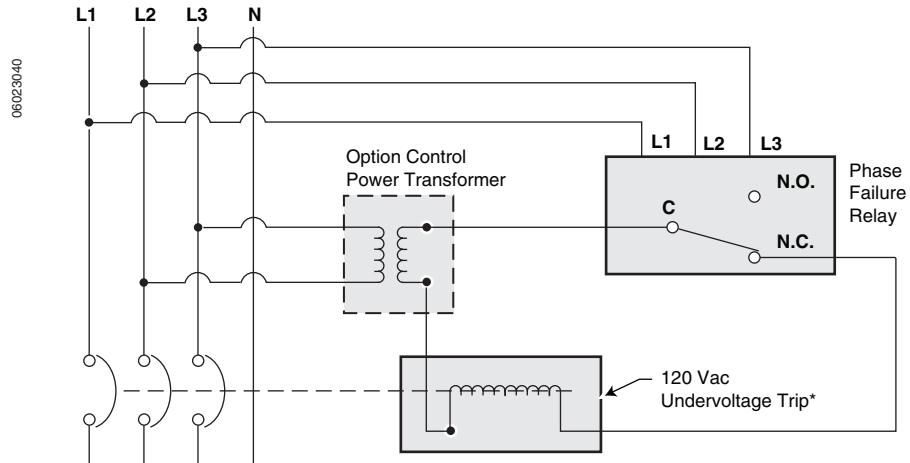 L1 L2 L3 N
06023040
L1 L2 L3
Option Control
Power Transformer
N.O.
C
N.C.
Phase
Failure
Relay
120 Vac
Undervoltage Trip*